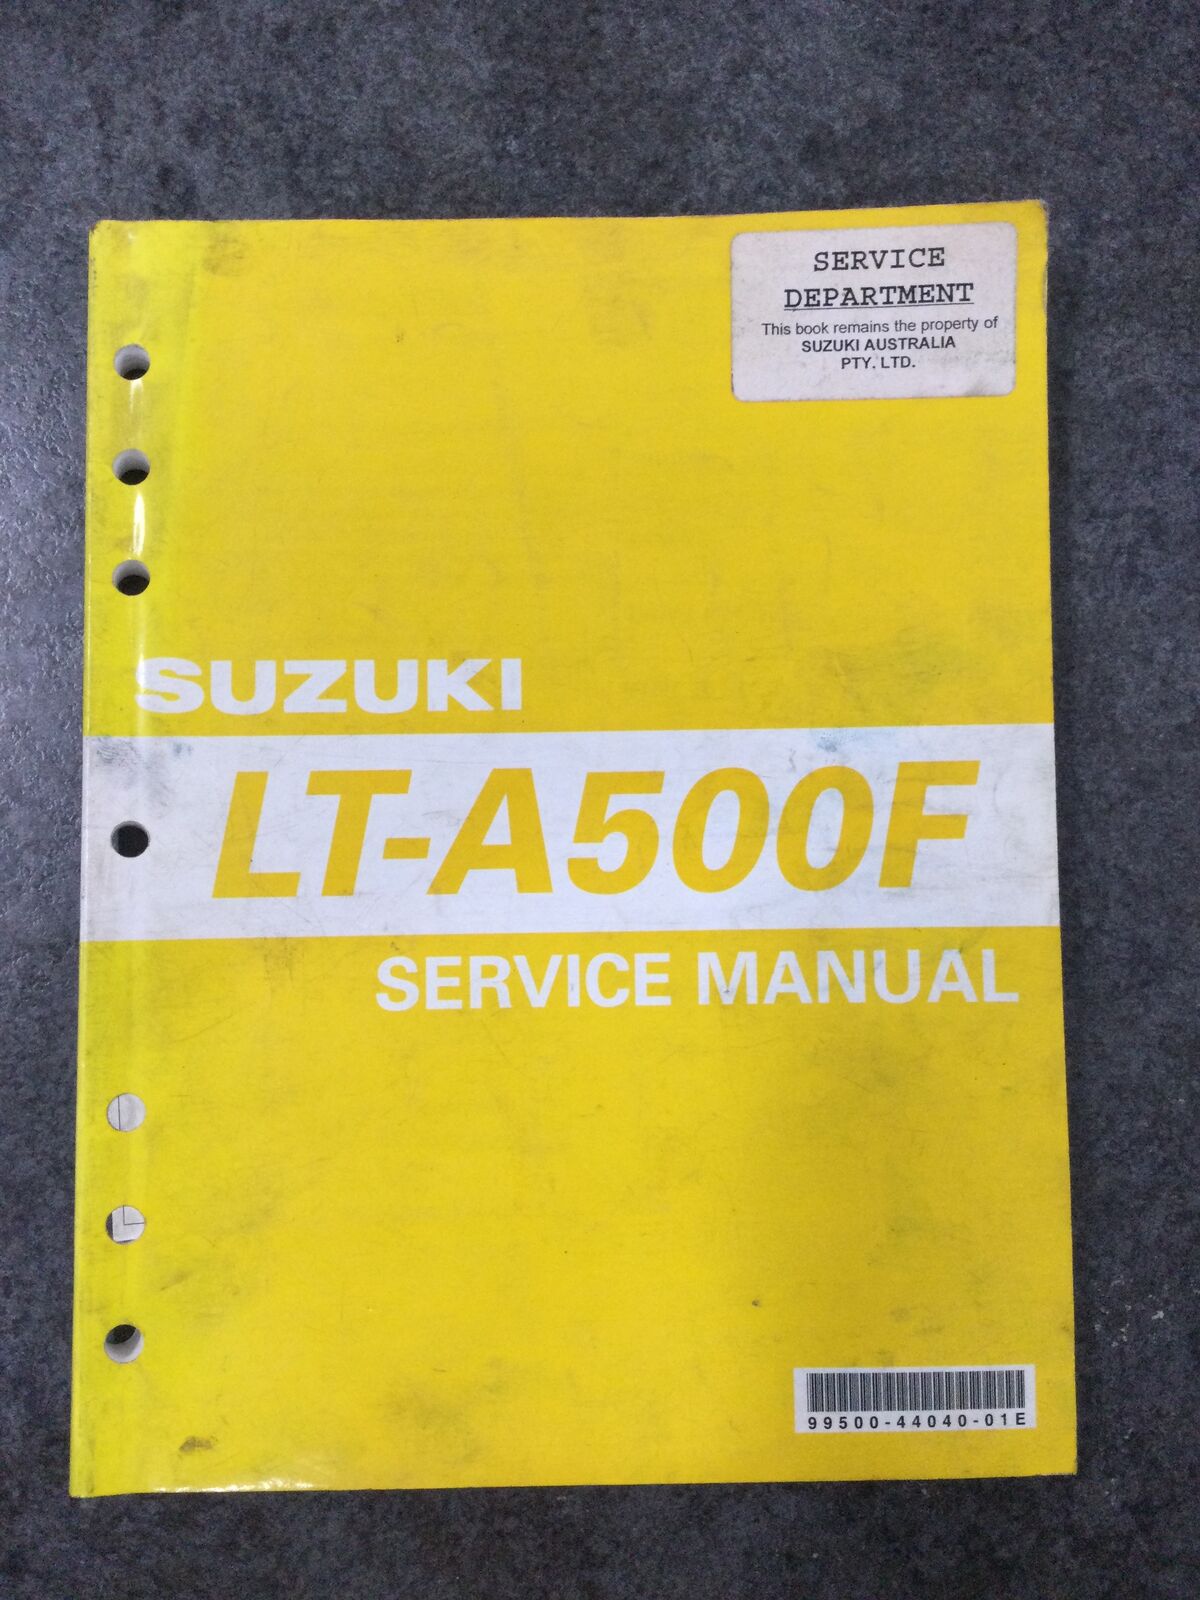 SERVICE
DEPARTMENT
This book remains the property of
SUZUKI AUSTRALIA
PTY. LTD.
SUZUKI
LT-A500F
SERVICE MANUAL
99500-44040-01E